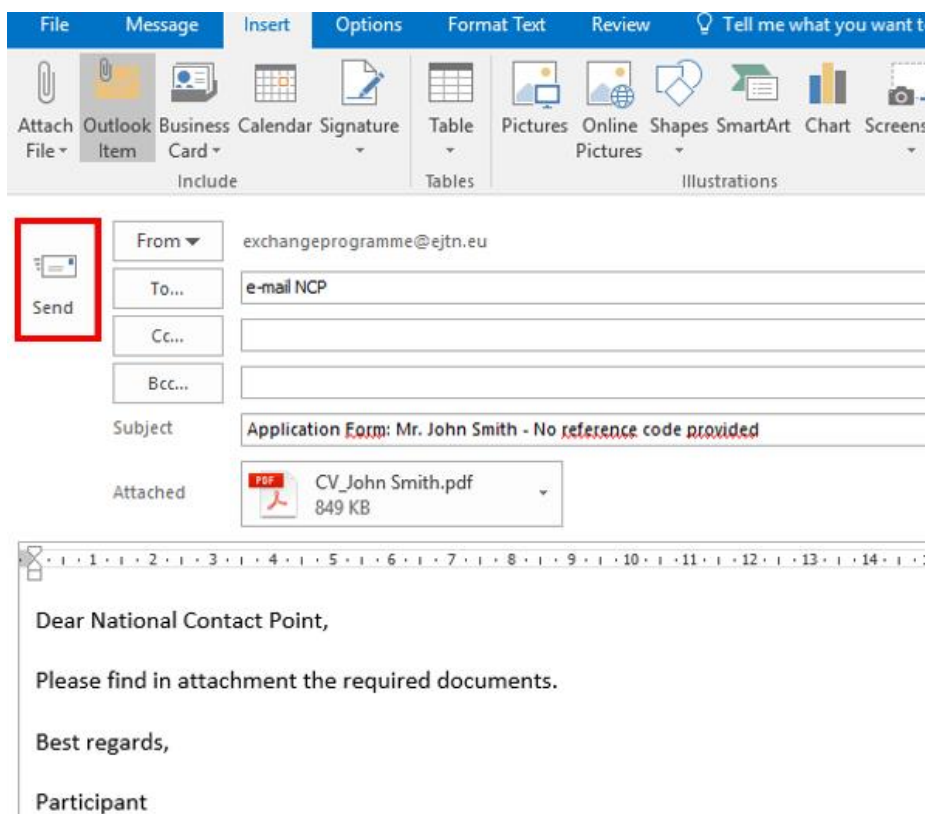 File Message Insert Options Format Text Review Tell me what you want t
Attach File Outlook Item Business Card Calendar Signature Table Pictures Online Pictures Shapes SmartArt Chart Screens
Include Tables Illustrations
Send
From exchangeprogramme@ejtn.eu
To... e-mail NCP
Cc...
Bcc...
Subject Application Form: Mr. John Smith - No reference code provided
Attached PDF CV_John Smith.pdf
849 KB
1 2 3 4 5 6 7 8 9 10 11 12 13 14
Dear National Contact Point,
Please find in attachment the required documents.
Best regards,
Participant